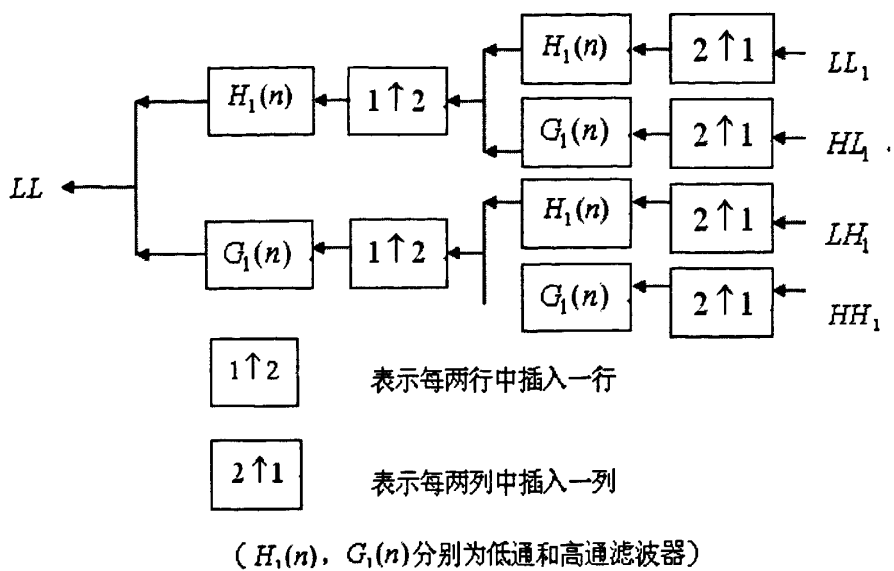 H₁(n) 2↑1 LL₁
H₁(n) 1↑2
G₁(n) 2↑1 HL₁ .
LL
H₁(n) 2↑1 LH₁
G₁(n) 1↑2
G₁(n) 2↑1 HH₁
1↑2 表示每两行中插入一行
2↑1 表示每两列中插入一列
(H₁(n), G₁(n)分别为低通和高通滤波器)